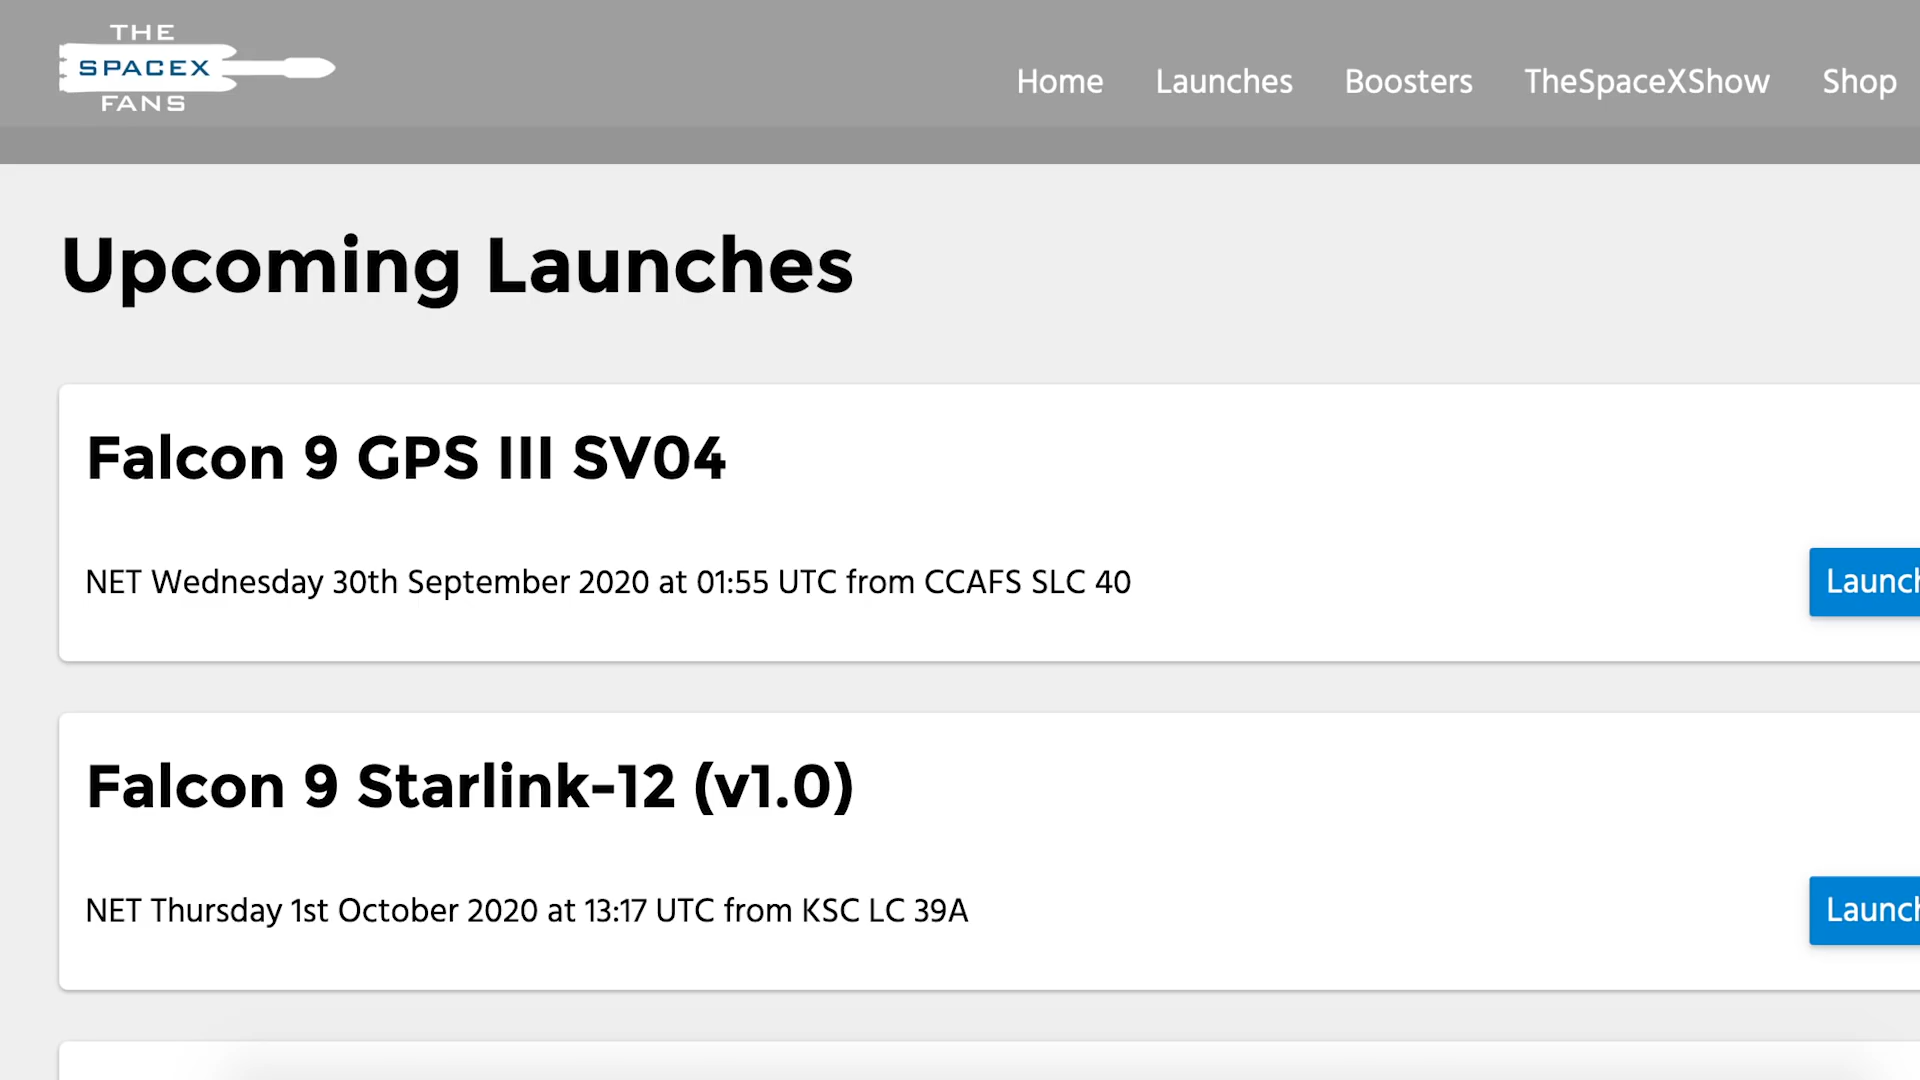 THE
SPACEX
FANS
Home Launches Boosters TheSpaceXShow Shop
Upcoming Launches
Falcon 9 GPS III SV04
NET Wednesday 30th September 2020 at 01:55 UTC from CCAFS SLC 40
Launch
Falcon 9 Starlink-12 (v1.0)
NET Thursday 1st October 2020 at 13:17 UTC from KSC LC 39A
Launch